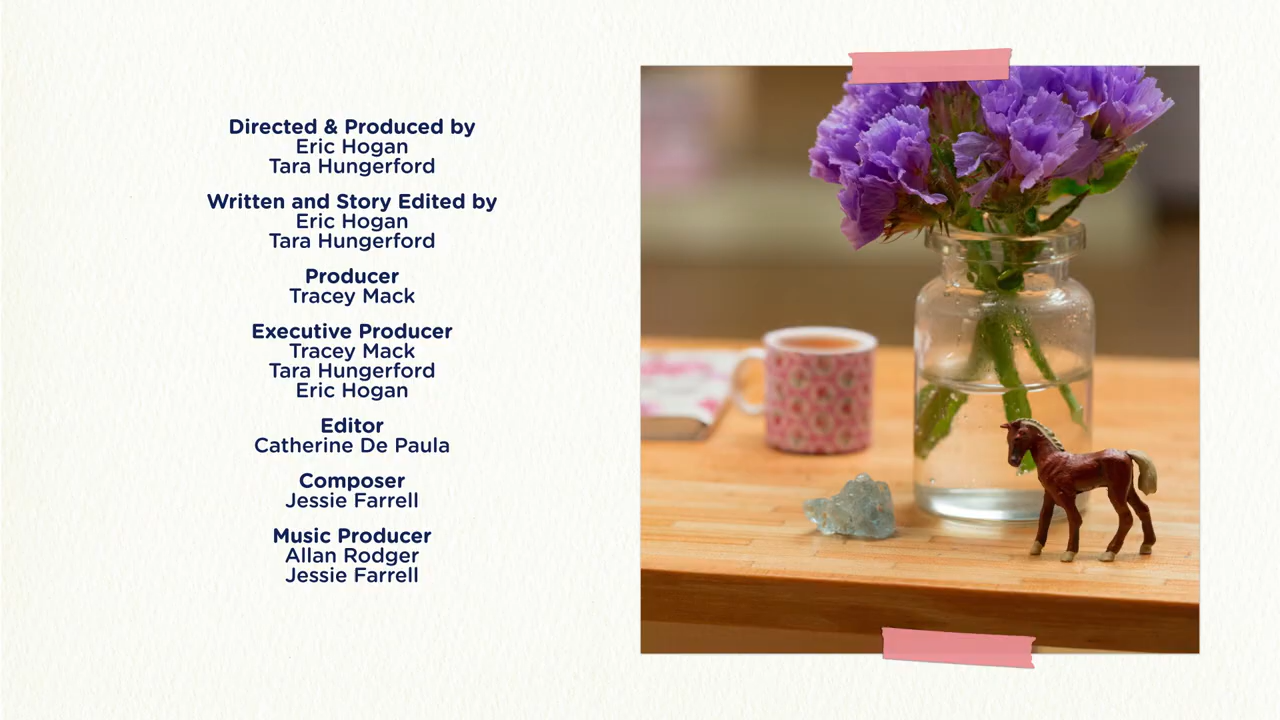 Directed & Produced by
Eric Hogan
Tara Hungerford
Written and Story Edited by
Eric Hogan
Tara Hungerford
Producer
Tracey Mack
Executive Producer
Tracey Mack
Tara Hungerford
Eric Hogan
Editor
Catherine De Paula
Composer
Jessie Farrell
Music Producer
Allan Rodger
Jessie Farrell